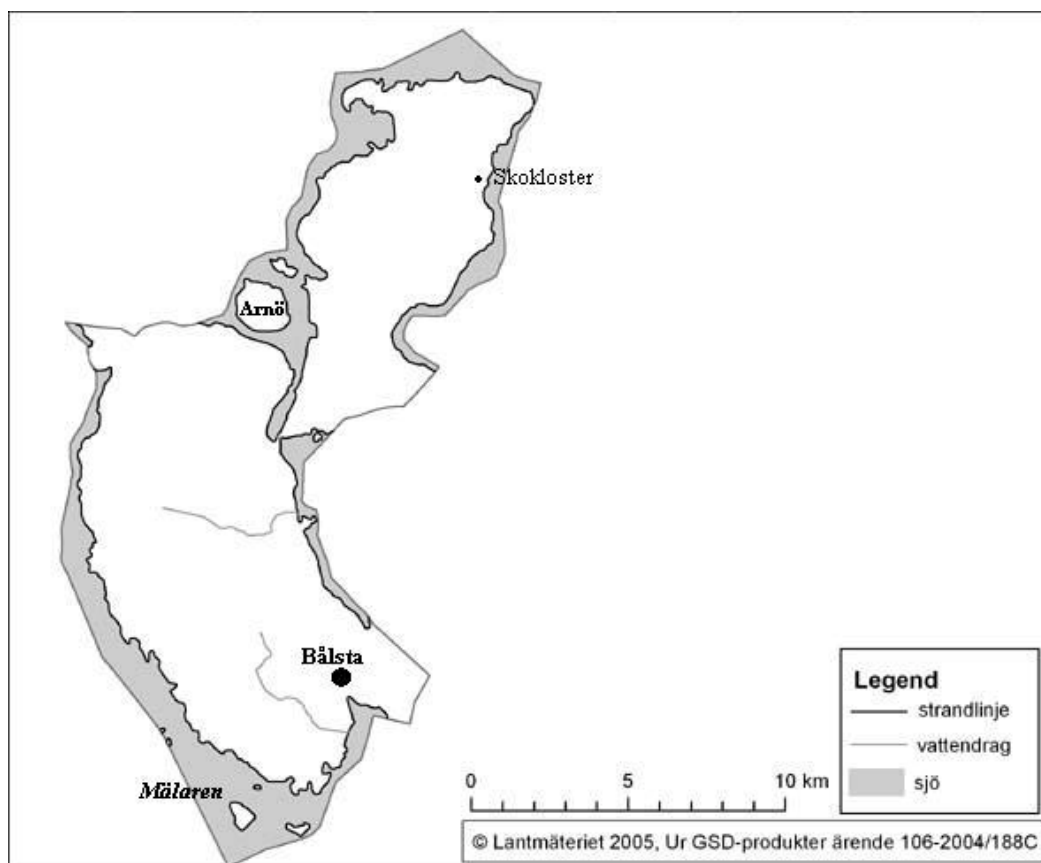 Skokloster
Arnö
Bålsta
Mälaren
Legend
strandlinje
vattendrag
sjö
0 5 10 km
© Lantmäteriet 2005, Ur GSD-produkter ärende 106-2004/188C